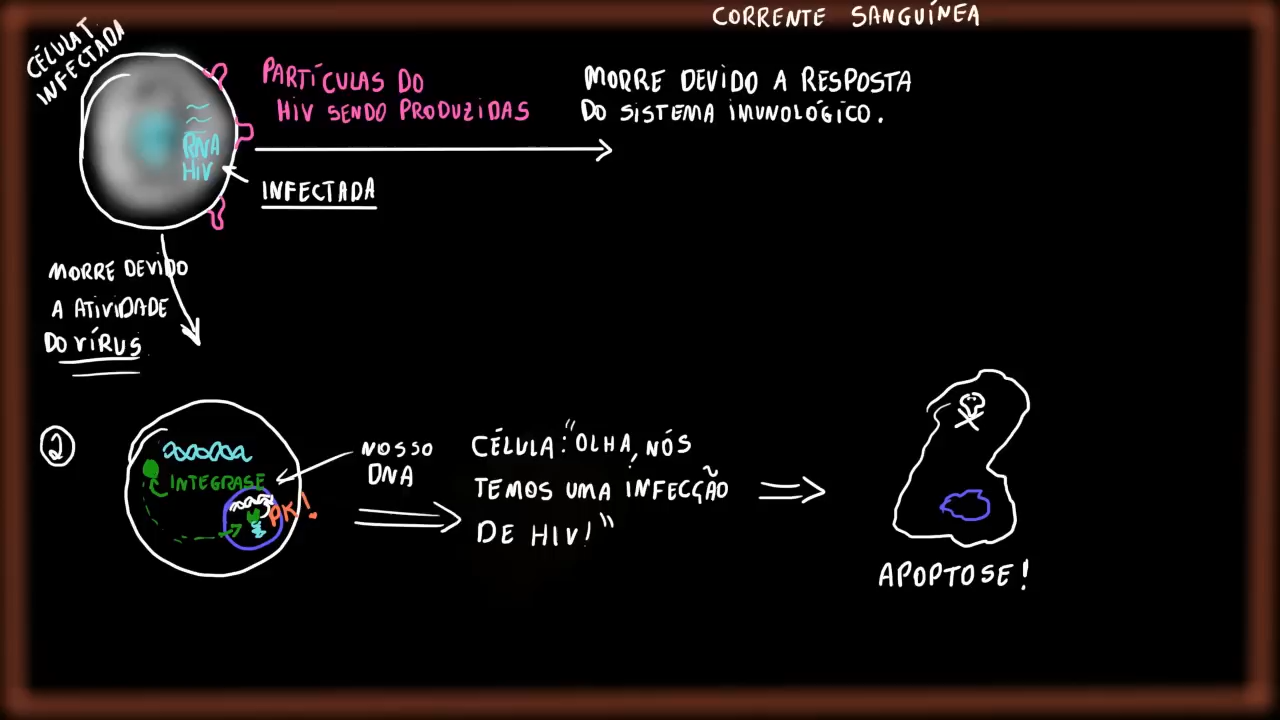 CORRENTE SANGUÍNEA
CÉLULA T
INFECTADA
PARTÍCULAS DO
HIV SENDO PRODUZIDAS
MORRE DEVIDO A RESPOSTA
DO SISTEMA IMUNOLÓGICO.
RNA
HIV
INFECTADA
MORRE DEVIDO
A ATIVIDADE
DO VÍRUS
2
INTEGRASE
PK!
NOSSO
DNA
CÉLULA: "OLHA, NÓS
TEMOS UMA INFECÇÃO
DE HIV!"
APOPTOSE!